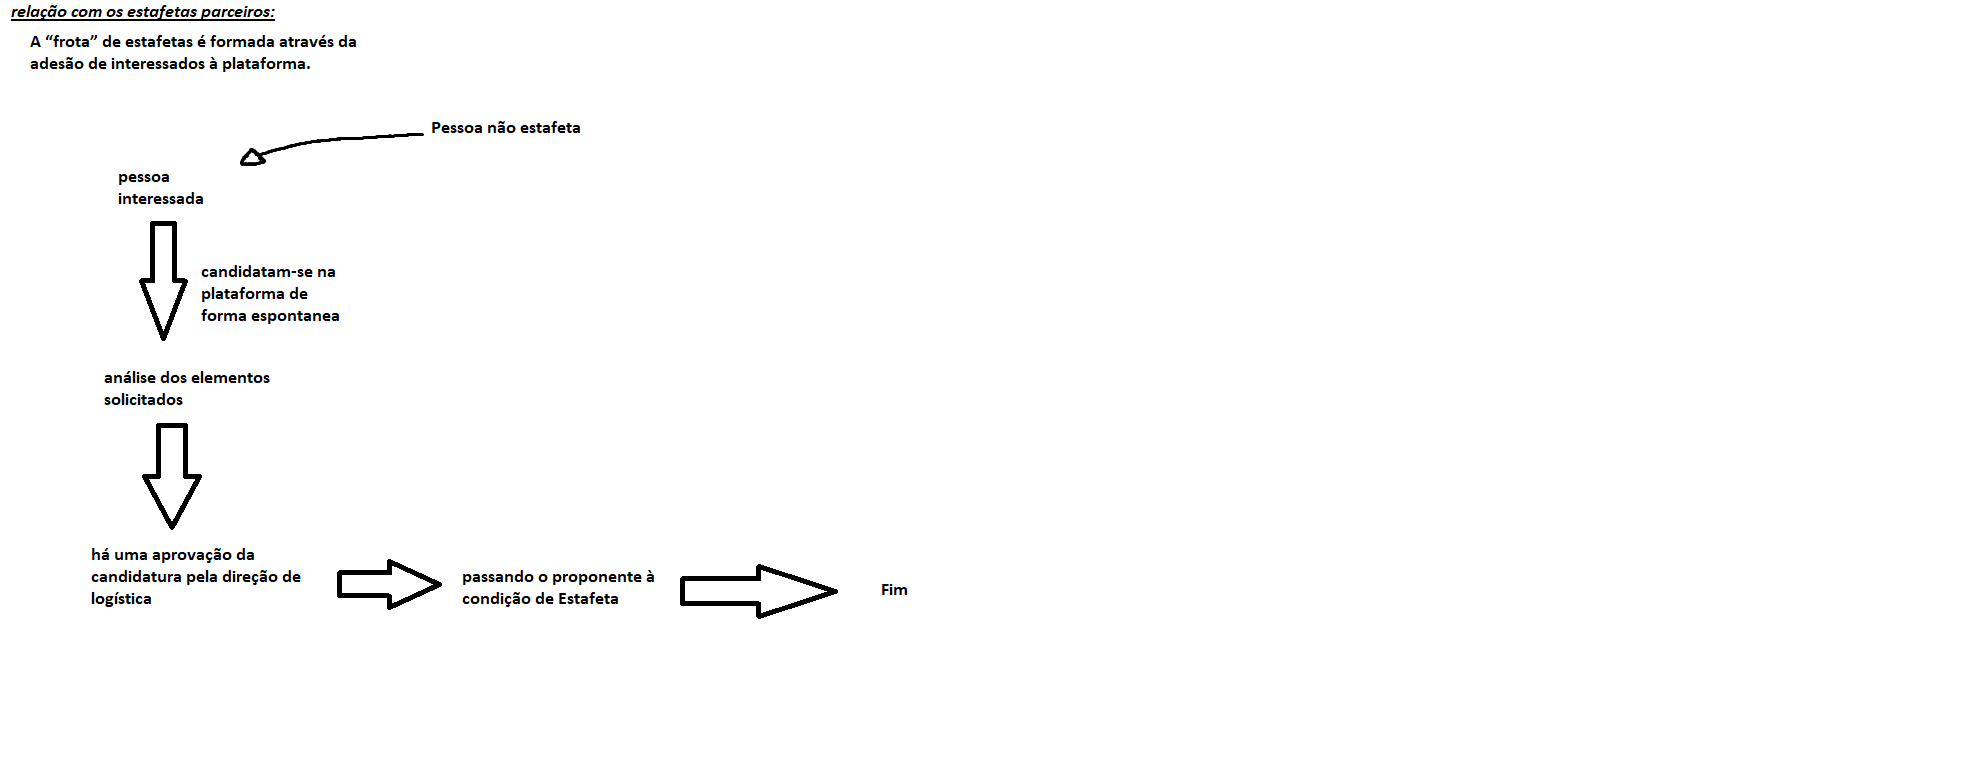 relação com os estafetas parceiros:
A “frota” de estafetas é formada através da
adesão de interessados à plataforma.
Pessoa não estafeta
pessoa
interessada
candidatam-se na
plataforma de
forma espontanea
análise dos elementos
solicitados
há uma aprovação da
candidatura pela direção de
logística
passando o proponente à
condição de Estafeta
Fim